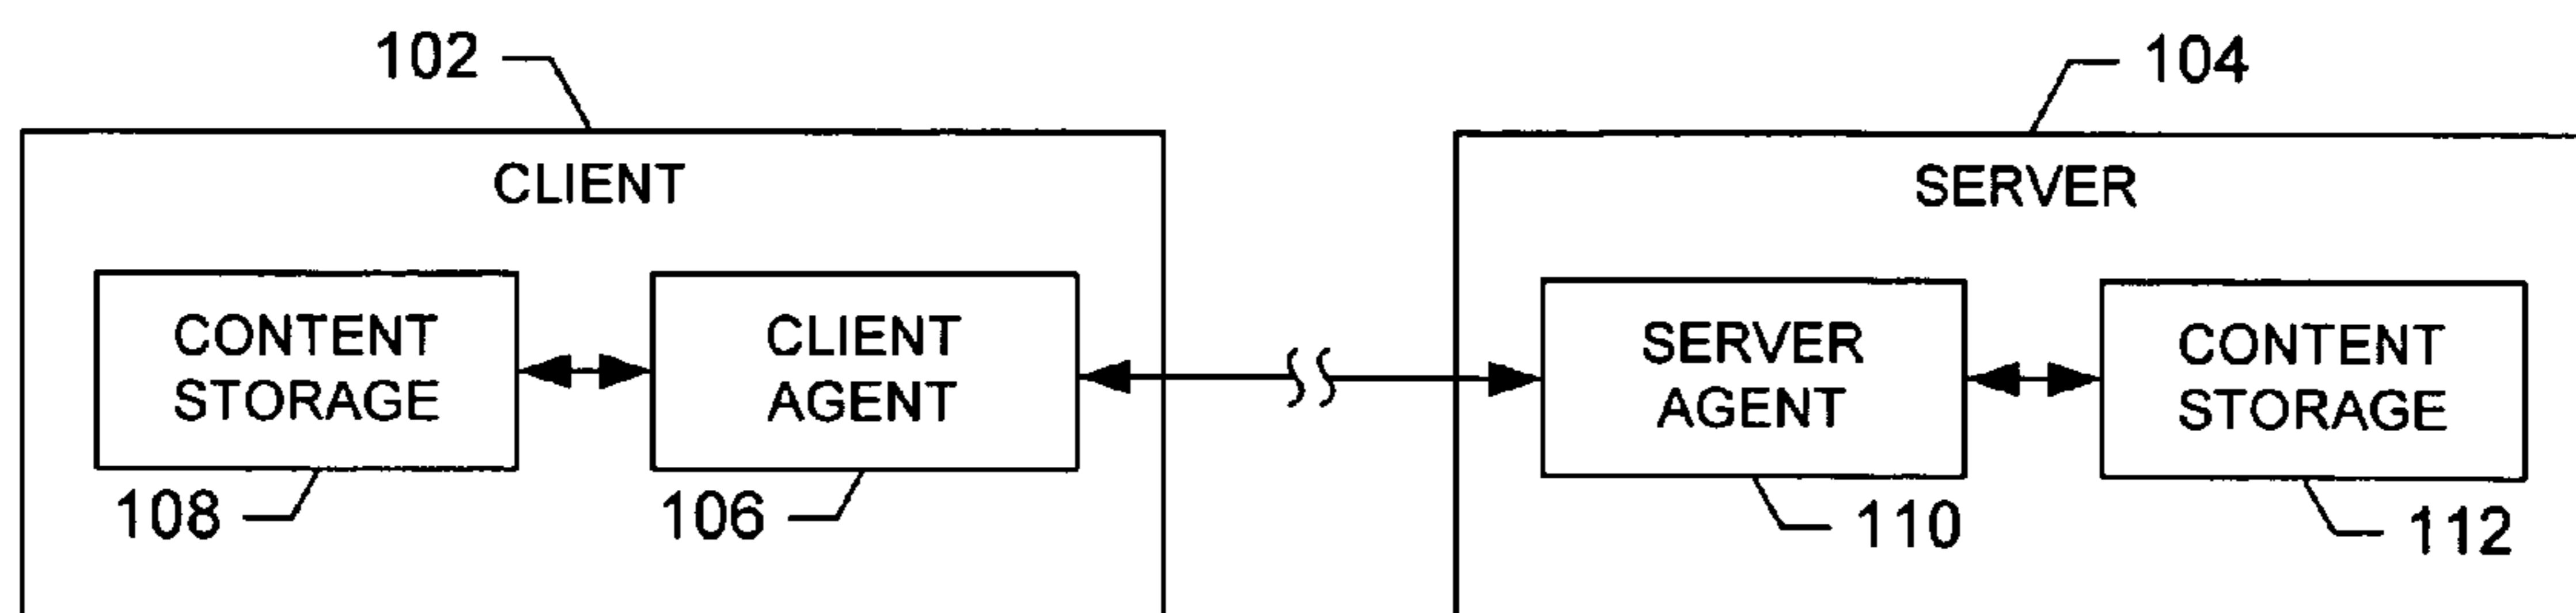 102
104
CLIENT
SERVER
CONTENT
STORAGE
CLIENT
AGENT
SERVER
AGENT
CONTENT
STORAGE
108
106
110
112